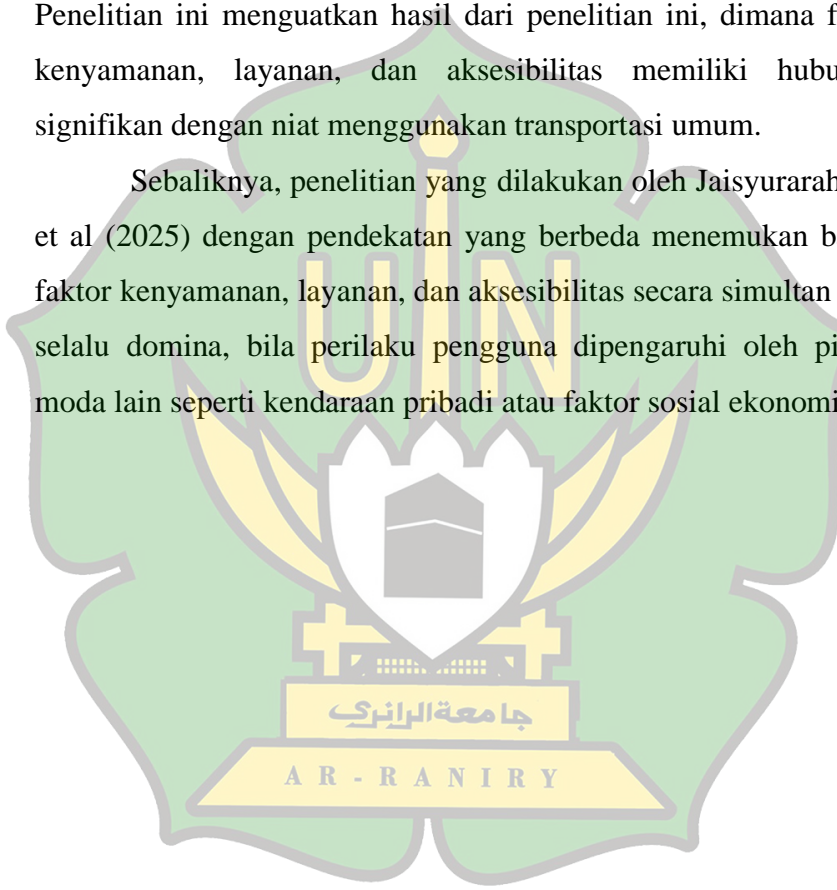 Penelitian ini menguatkan hasil dari penelitian ini, dimana
kenyamanan, layanan, dan aksesibilitas memiliki
signifikan dengan niat menggunakan transportasi umum.
Sebaliknya, penelitian yang dilakukan oleh
et al (2025) dengan pendekatan yang berbeda menemukan
faktor kenyamanan, layanan, dan aksesibilitas secara simultan
selalu domina, bila perilaku pengguna dipengaruhi oleh
moda lain seperti kendaraan pribadi atau faktor sosial ekonomi
UIN
جامعة الرانري
AR-RANIRY